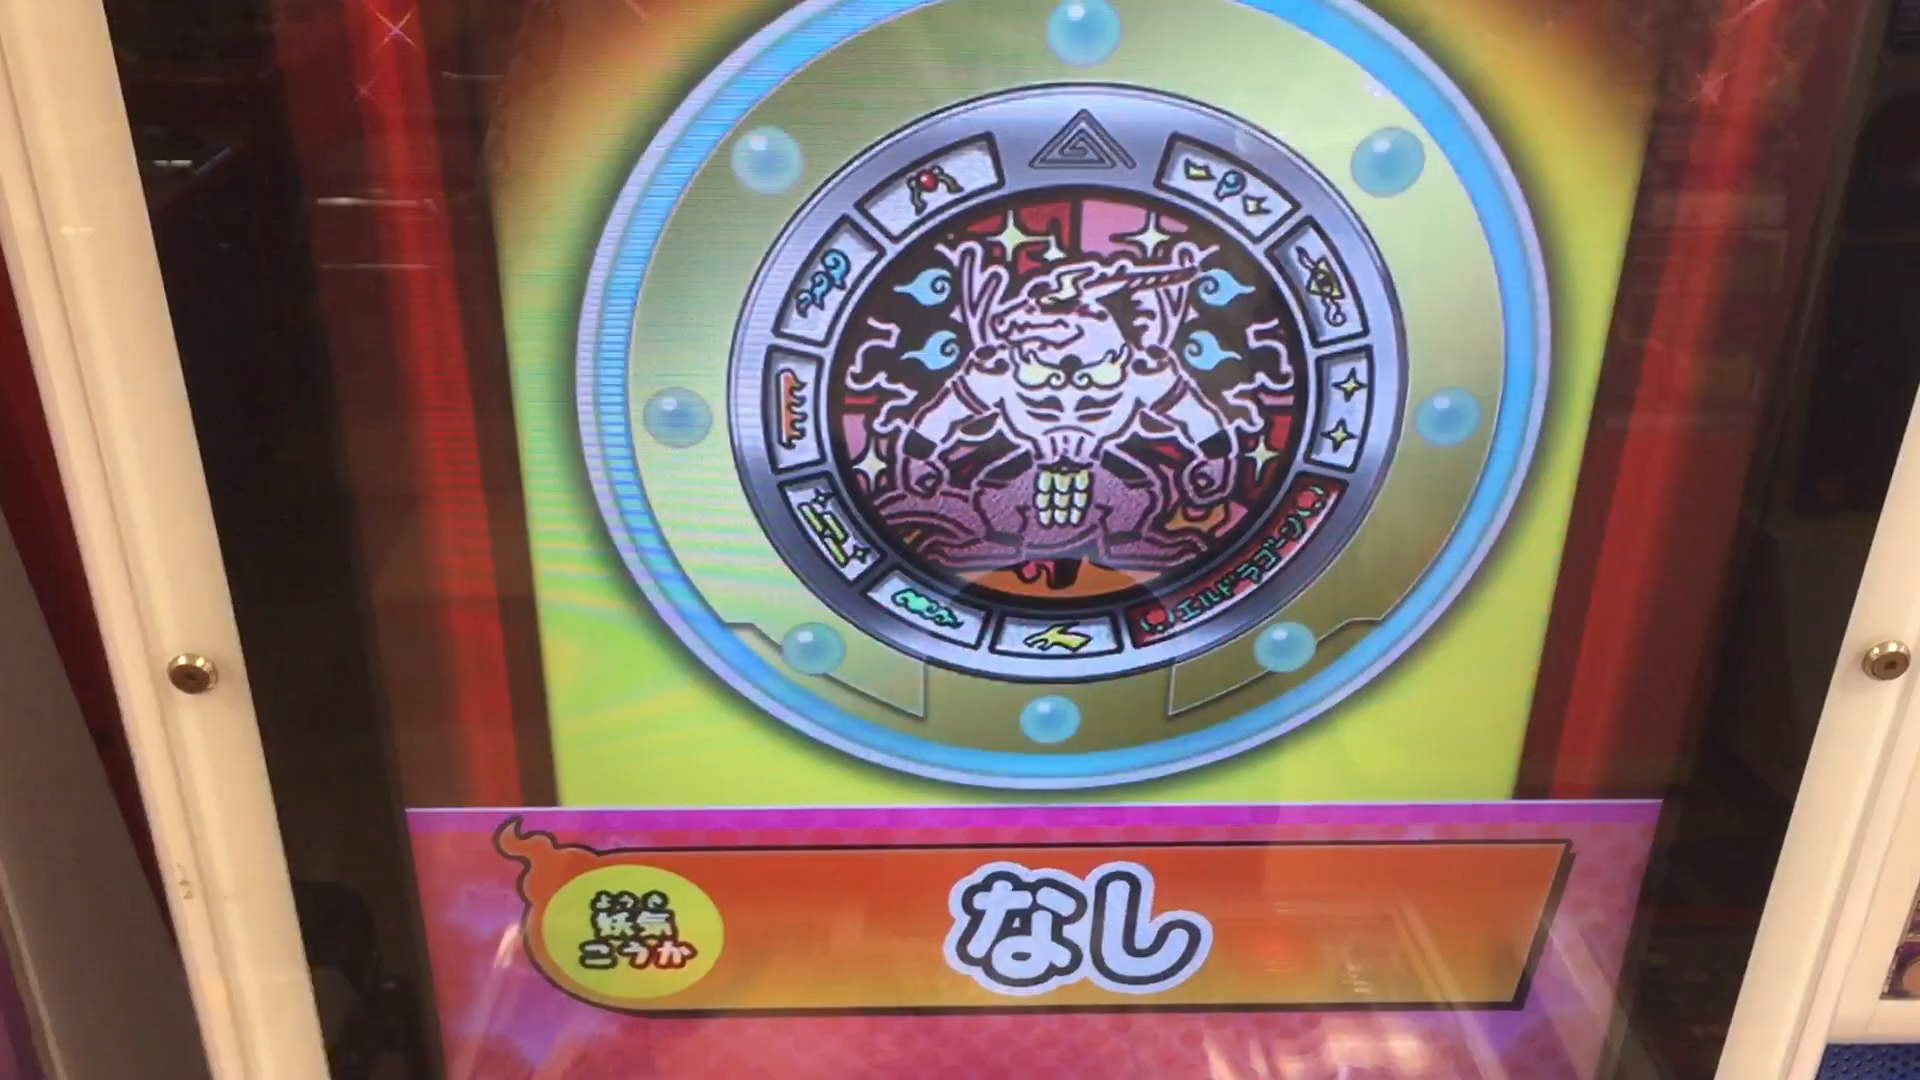 エルドラゴーン
ようき
妖気
こうか
なし